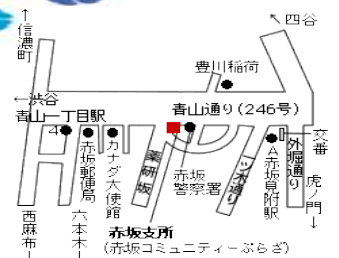 ↑信濃町
↖四谷
豊川稲荷
←渋谷
青山通り(246号)
青山一丁目駅
4
赤坂郵便局
カナダ大使館
薬研坂
赤坂警察署
一ツ木通り
A赤坂見附駅
外堀通り
交番
虎ノ門↓
西麻布↓
六本木↓
赤坂支所
(赤坂コミュニティーぷらざ)